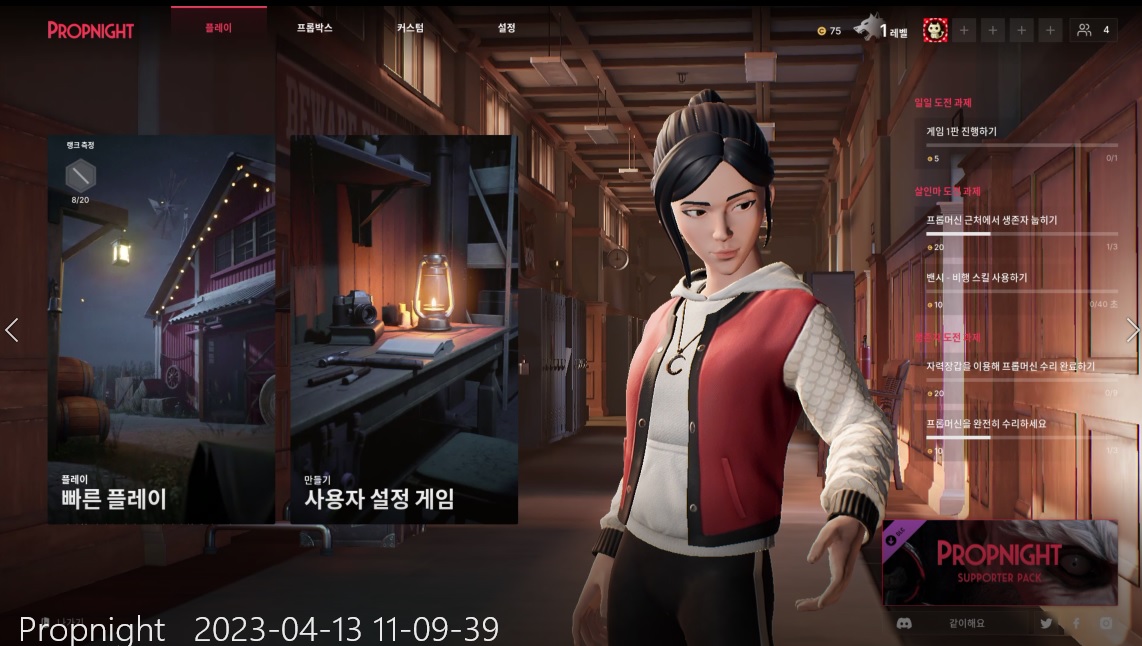 PROPNIGHT
플레이
프롭박스
커스텀
설정
75
1 레벨
4
랭크 측정
8/20
플레이
빠른 플레이
만들기
사용자 설정 게임
일일 도전 과제
게임 1판 진행하기
5
0/1
살인마 도전 과제
프롭머신 근처에서 생존자 눕히기
20
1/3
밴시 - 비행 스킬 사용하기
10
0/40 초
도전 과제
자력장갑을 이용해 프롭머신 수리 완료하기
20
프롭머신을 완전히 수리하세요
10
1/3
DLC
PROPNIGHT
SUPPORTER PACK
같이해요
나가기
Propnight 2023-04-13 11-09-39